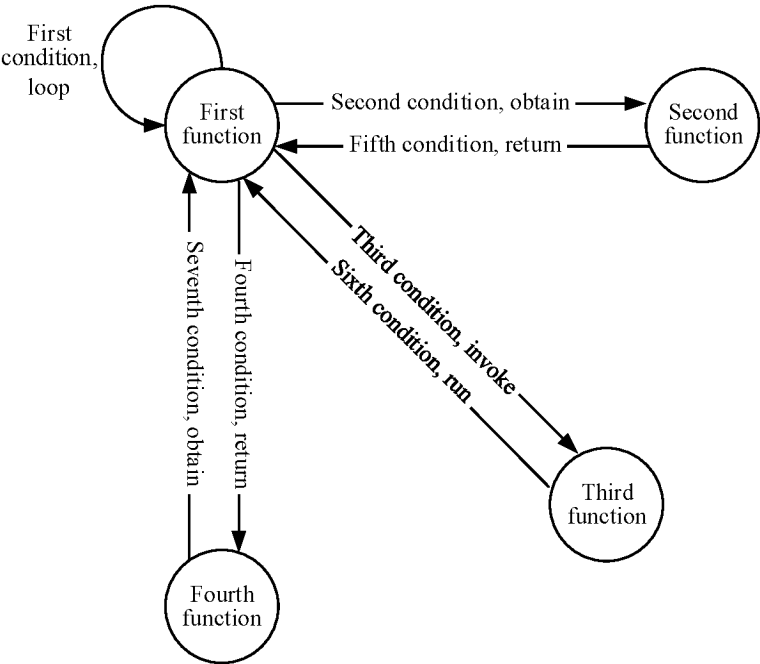 First
condition,
loop
First
function
Second condition, obtain
Second
function
Fifth condition, return
Third condition, invoke
Sixth condition, run
Seventh condition, obtain
Fourth condition, return
Third
function
Fourth
function